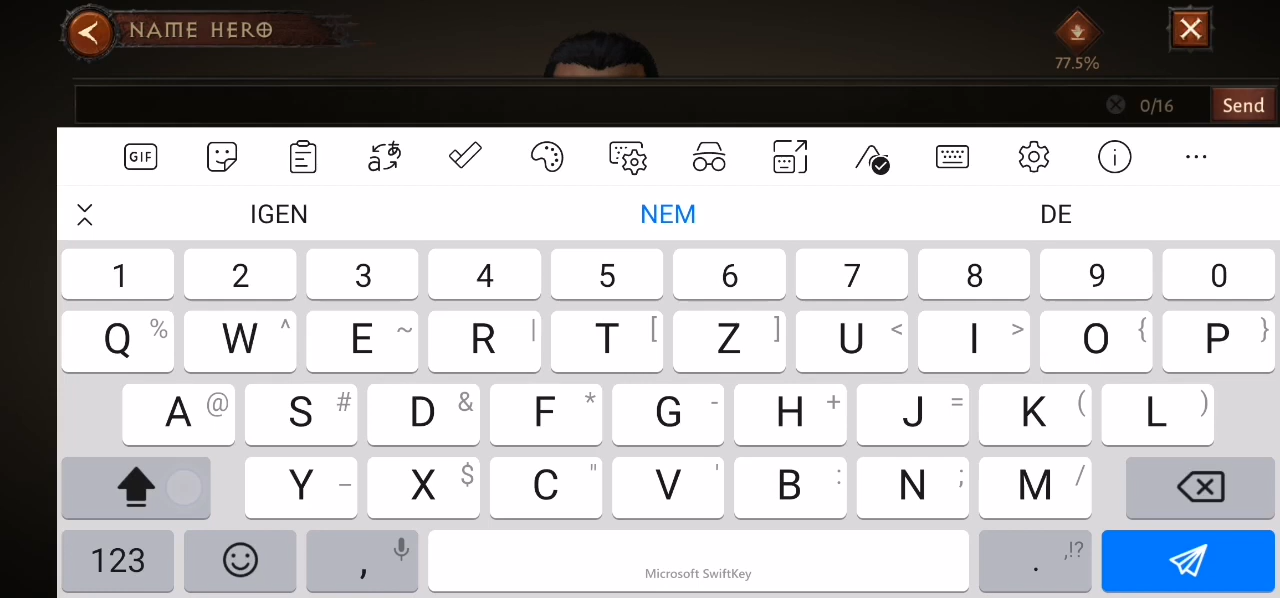 NAME HERO
77.5%
0/16 Send
GIF
IGEN NEM DE
1 2 3 4 5 6 7 8 9 0
Q % W ^ E ~ R | T [ Z ] U < I > O { P }
A @ S # D & F * G - H + J = K ( L )
Y _ X $ C " V ' B : N ; M /
123 , . ,!?
Microsoft SwiftKey